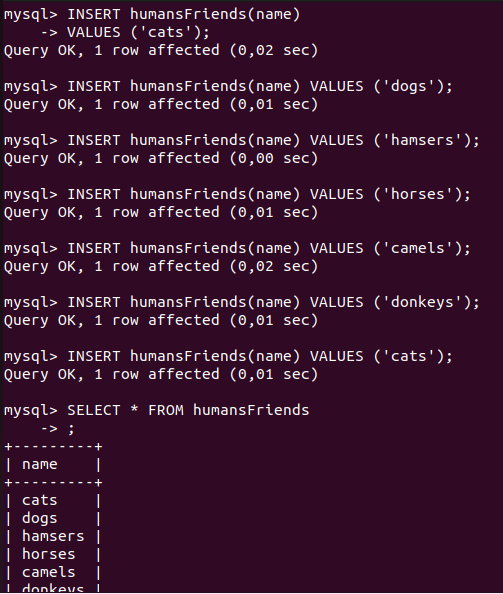 mysql> INSERT humansFriends(name)
    -> VALUES ('cats');
Query OK, 1 row affected (0,02 sec)
mysql> INSERT humansFriends(name) VALUES ('dogs');
Query OK, 1 row affected (0,01 sec)
mysql> INSERT humansFriends(name) VALUES ('hamsers');
Query OK, 1 row affected (0,00 sec)
mysql> INSERT humansFriends(name) VALUES ('horses');
Query OK, 1 row affected (0,01 sec)
mysql> INSERT humansFriends(name) VALUES ('camels');
Query OK, 1 row affected (0,02 sec)
mysql> INSERT humansFriends(name) VALUES ('donkeys');
Query OK, 1 row affected (0,01 sec)
mysql> INSERT humansFriends(name) VALUES ('cats');
Query OK, 1 row affected (0,01 sec)
mysql> SELECT * FROM humansFriends
    -> ;
+---------+
| name    |
+---------+
| cats    |
| dogs    |
| hamsers |
| horses  |
| camels  |
| donkeys |